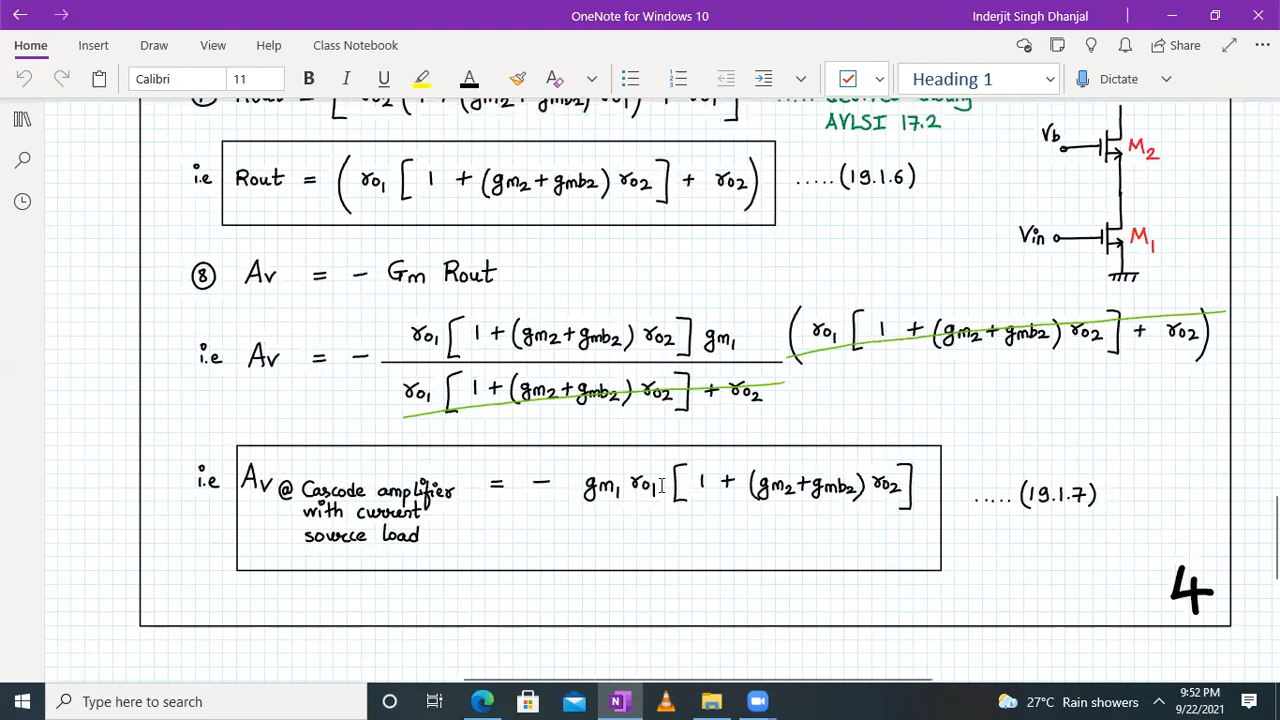 OneNote for Windows 10
Inderjit Singh Dhanjal
Home Insert Draw View Help Class Notebook
Share
Calibri 11 B I U A
Heading 1
Dictate
AVLSI 17.2
i.e Rout = (ro1 [ 1 + (gm2+gmb2) ro2 ] + ro2) .....(19.1.6)
Vb
M2
Vin
M1
⑧ Av = - Gm Rout
i.e Av = - ro1 [ 1 + (gm2+gmb2) ro2 ] gm1 / ro1 [ 1 + (gm2+gmb2) ro2 ] + ro2 (ro1 [ 1 + (gm2+gmb2) ro2 ] + ro2)
i.e Av @ Cascode amplifier = - gm1 ro1 [ 1 + (gm2+gmb2) ro2 ] .....(19.1.7)
with current
source load
4
Type here to search
27°C Rain showers
9:52 PM
9/22/2021